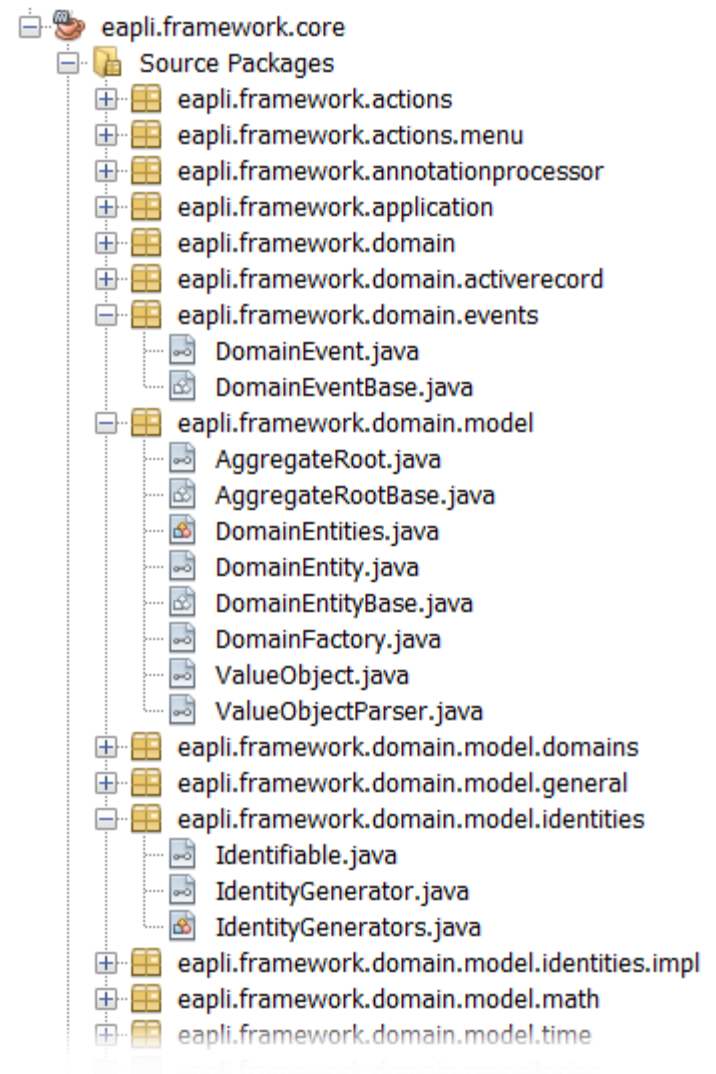 eapli.framework.core
Source Packages
eapli.framework.actions
eapli.framework.actions.menu
eapli.framework.annotationprocessor
eapli.framework.application
eapli.framework.domain
eapli.framework.domain.activerecord
eapli.framework.domain.events
DomainEvent.java
DomainEventBase.java
eapli.framework.domain.model
AggregateRoot.java
AggregateRootBase.java
DomainEntities.java
DomainEntity.java
DomainEntityBase.java
DomainFactory.java
ValueObject.java
ValueObjectParser.java
eapli.framework.domain.model.domains
eapli.framework.domain.model.general
eapli.framework.domain.model.identities
Identifiable.java
IdentityGenerator.java
IdentityGenerators.java
eapli.framework.domain.model.identities.impl
eapli.framework.domain.model.math
eapli.framework.domain.model.time